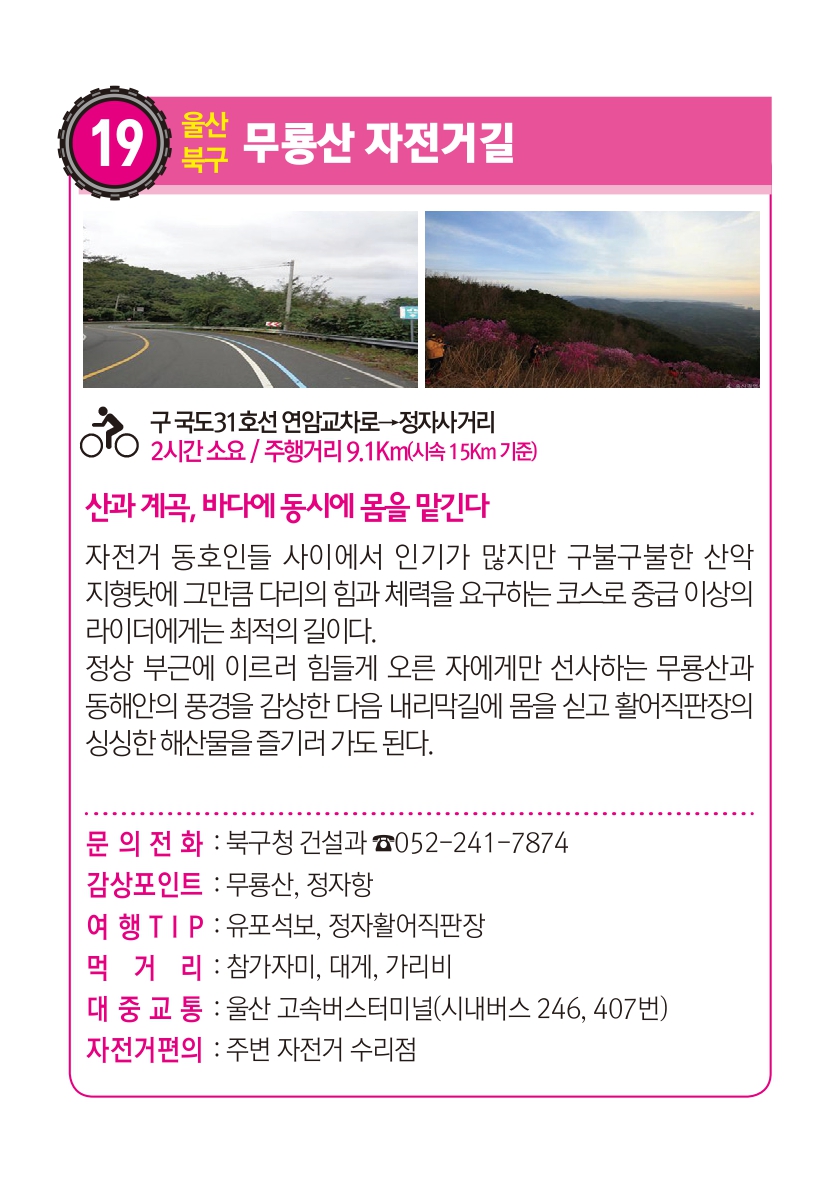 19
울산
북구
무룡산 자전거길
구 국도31호선 연암교차로→정자사거리
2시간 소요 / 주행거리 9.1Km(시속 15Km 기준)
산과 계곡, 바다에 동시에 몸을 맡긴다
자전거 동호인들 사이에서 인기가 많지만 구불구불한 산악
지형탓에 그만큼 다리의 힘과 체력을 요구하는 코스로 중급 이상의
라이더에게는 최적의 길이다.
정상 부근에 이르러 힘들게 오른 자에게만 선사하는 무룡산과
동해안의 풍경을 감상한 다음 내리막길에 몸을 싣고 활어직판장의
싱싱한 해산물을 즐기러 가도 된다.
문의전화 : 북구청 건설과 ☎052-241-7874
감상포인트 : 무룡산, 정자항
여행TIP : 유포석보, 정자활어직판장
먹거리 : 참가자미, 대게, 가리비
대중교통 : 울산 고속버스터미널(시내버스 246, 407번)
자전거편의 : 주변 자전거 수리점